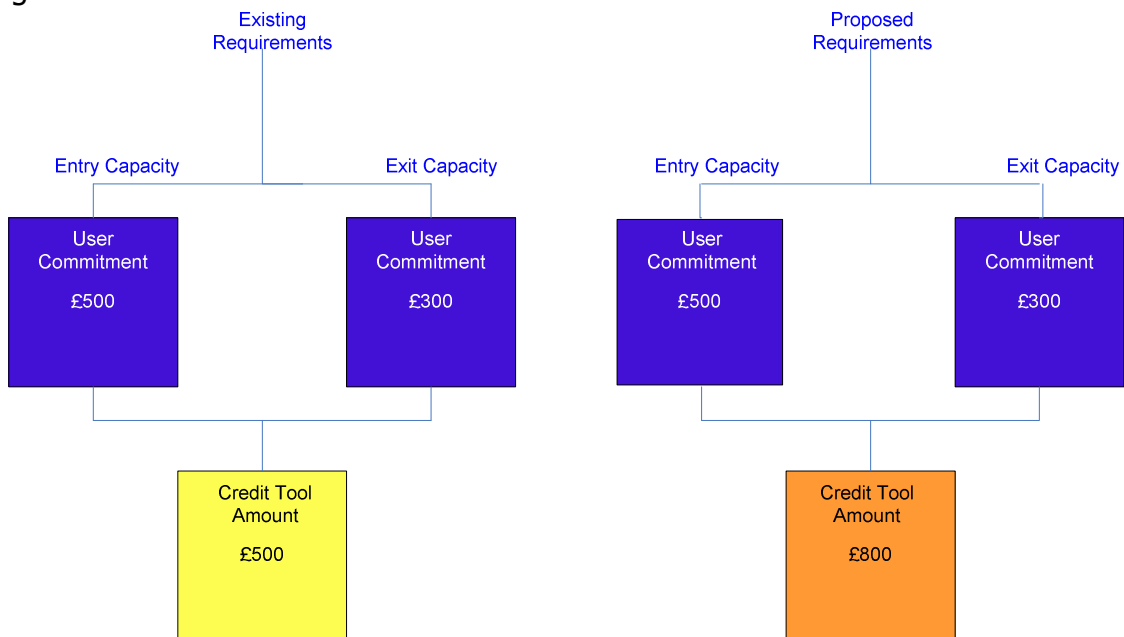 Existing
Requirements
Proposed
Requirements
Entry Capacity
Exit Capacity
Entry Capacity
Exit Capacity
User
Commitment
£500
User
Commitment
£300
User
Commitment
£500
User
Commitment
£300
Credit Tool
Amount
£500
Credit Tool
Amount
£800